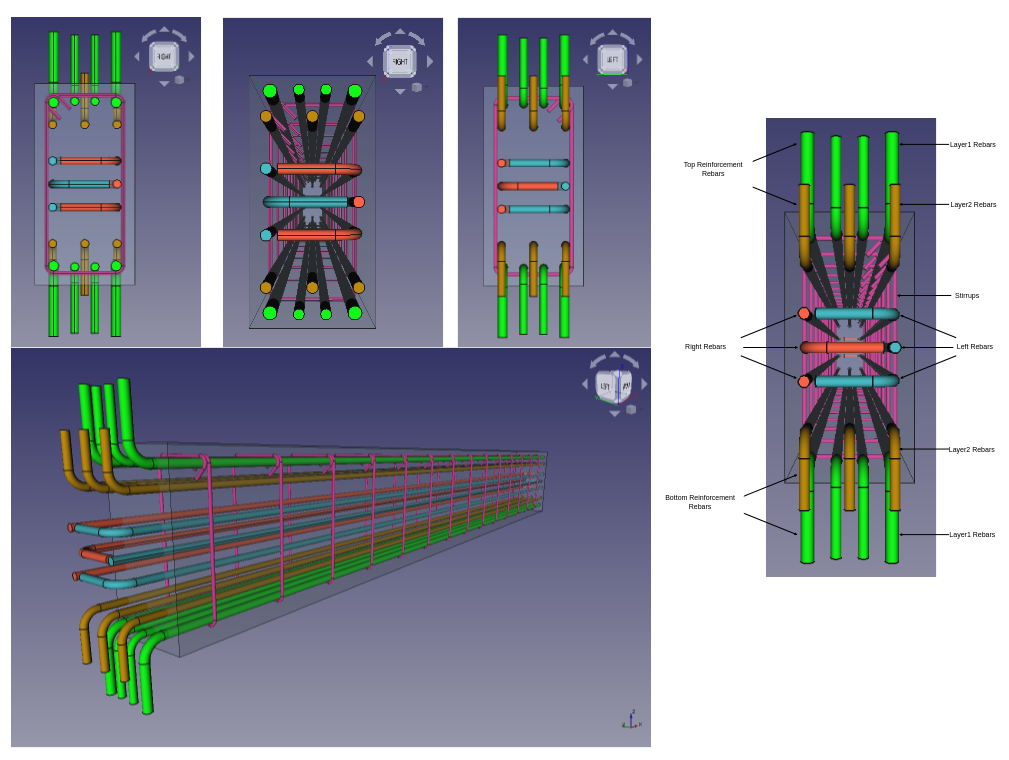 RIGHT
RIGHT
LEFT
LEFT
Layer1 Rebars
Top Reinforcement
Rebars
Layer2 Rebars
Stirrups
Right Rebars
Left Rebars
Layer2 Rebars
Bottom Reinforcement
Rebars
Layer1 Rebars